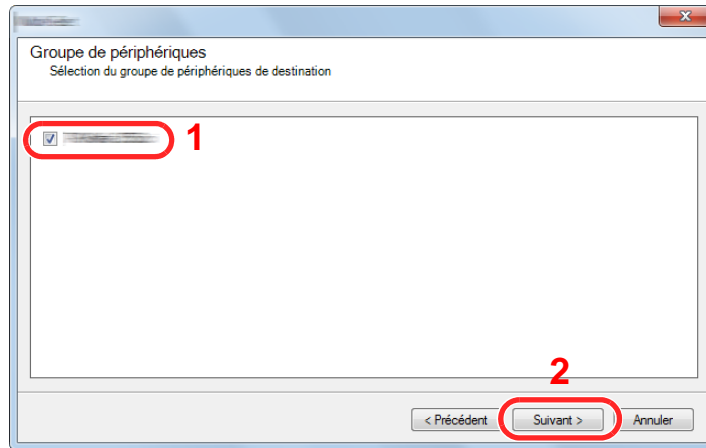 Groupe de périphériques
Sélection du groupe de périphériques de destination
1
2
< Précédent Suivant > Annuler